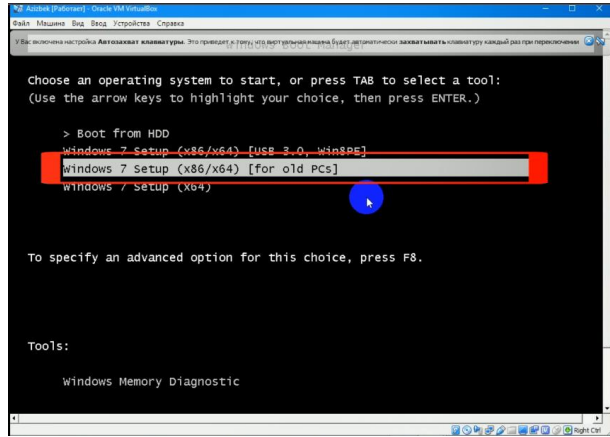 Azizbek [Работает] - Oracle VM VirtualBox
Файл Машина Вид Ввод Устройства Справка
У Вас включена настройка Автозахват клавиатуры. Это приведет к тому, что виртуальная машина будет автоматически захватывать клавиатуру каждый раз при переключении
Windows Boot Manager
Choose an operating system to start, or press TAB to select a tool:
(Use the arrow keys to highlight your choice, then press ENTER.)
> Boot from HDD
Windows 7 Setup (x86/x64) [USB 3.0, Win8PE]
Windows 7 Setup (x86/x64) [for old PCs]
Windows 7 Setup (x64)
To specify an advanced option for this choice, press F8.
Tools:
Windows Memory Diagnostic
Right Ctrl